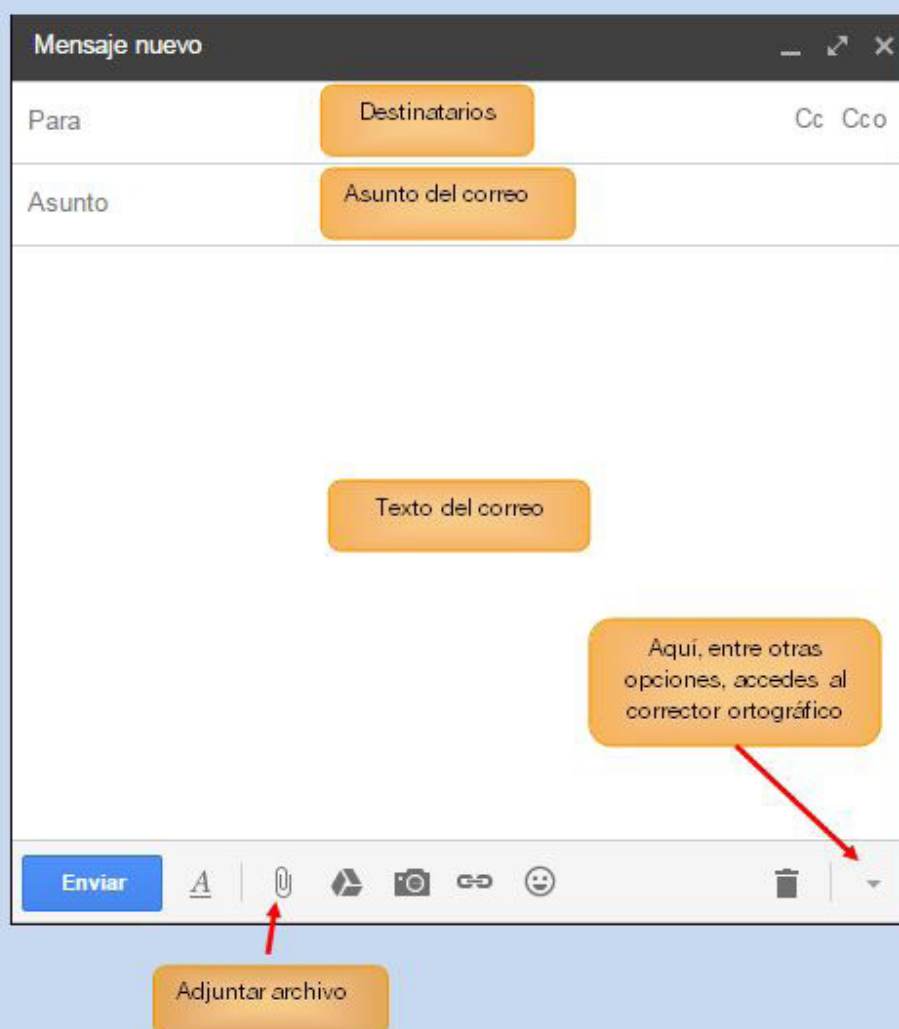 Mensaje nuevo
Para
Destinatarios
Cc Cco
Asunto
Asunto del correo
Texto del correo
Aquí, entre otras
opciones, accedes al
corrector ortográfico
Enviar
A
Adjuntar archivo